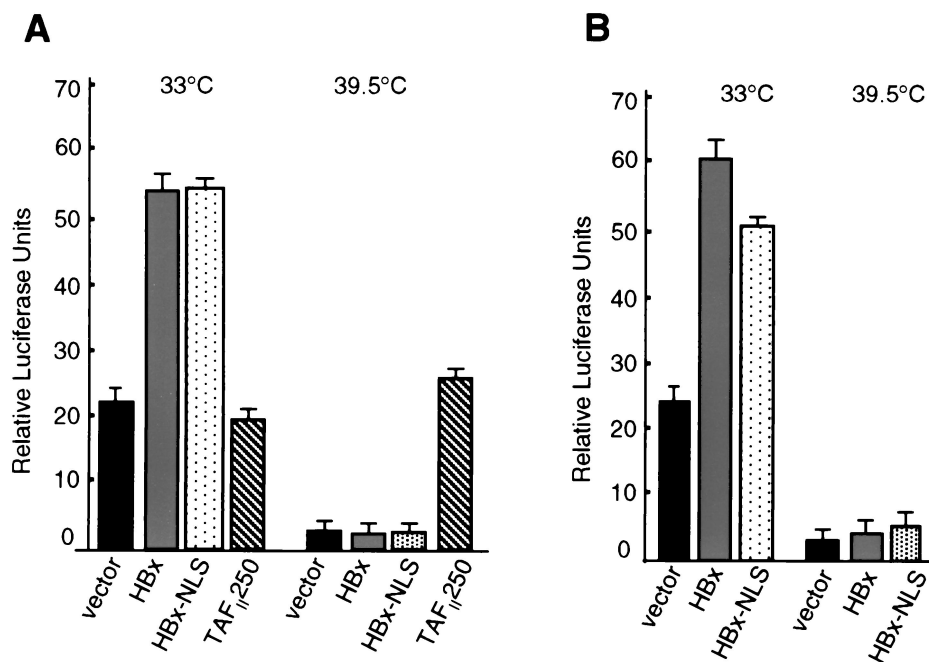 A
33°C
39.5°C
Relative Luciferase Units
70
60
50
40
30
20
10
0
vector
HBx
HBx-NLS
TAF_II250
vector
HBx
HBx-NLS
TAF_II250
B
33°C
39.5°C
Relative Luciferase Units
70
60
50
40
30
20
10
0
vector
HBx
HBx-NLS
vector
HBx
HBx-NLS